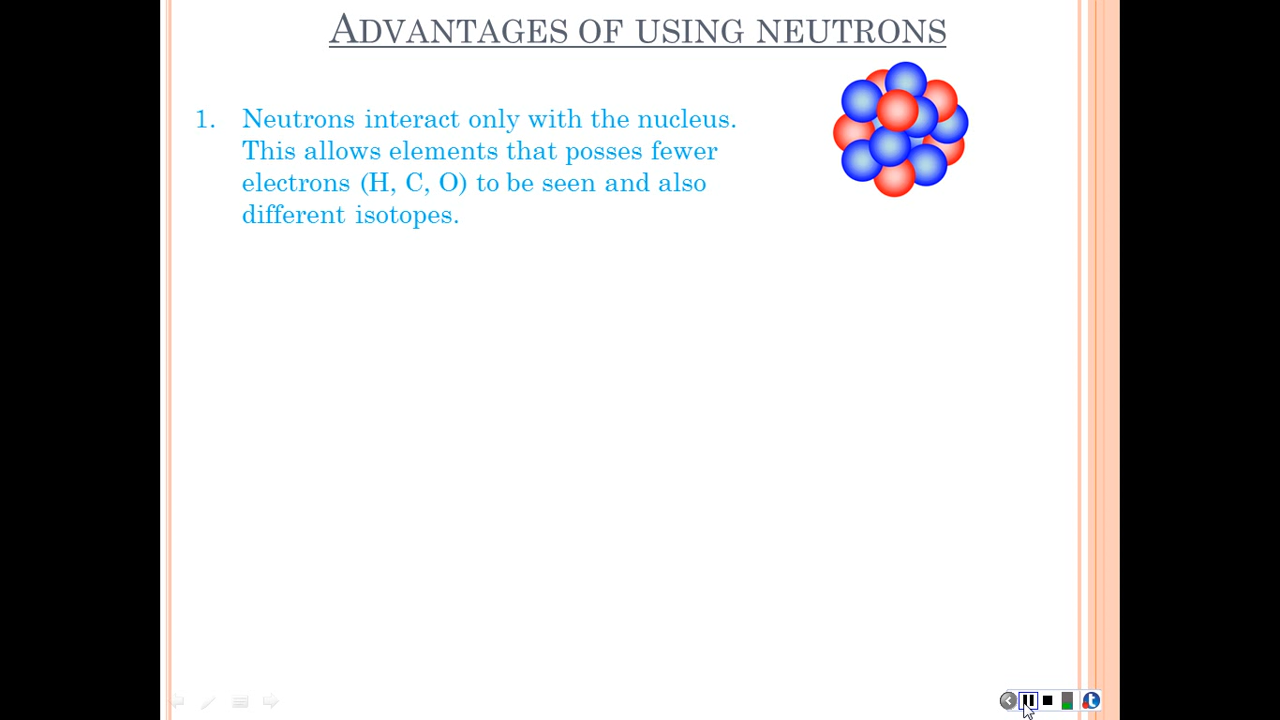 ADVANTAGES OF USING NEUTRONS
1. Neutrons interact only with the nucleus.
This allows elements that posses fewer
electrons (H, C, O) to be seen and also
different isotopes.